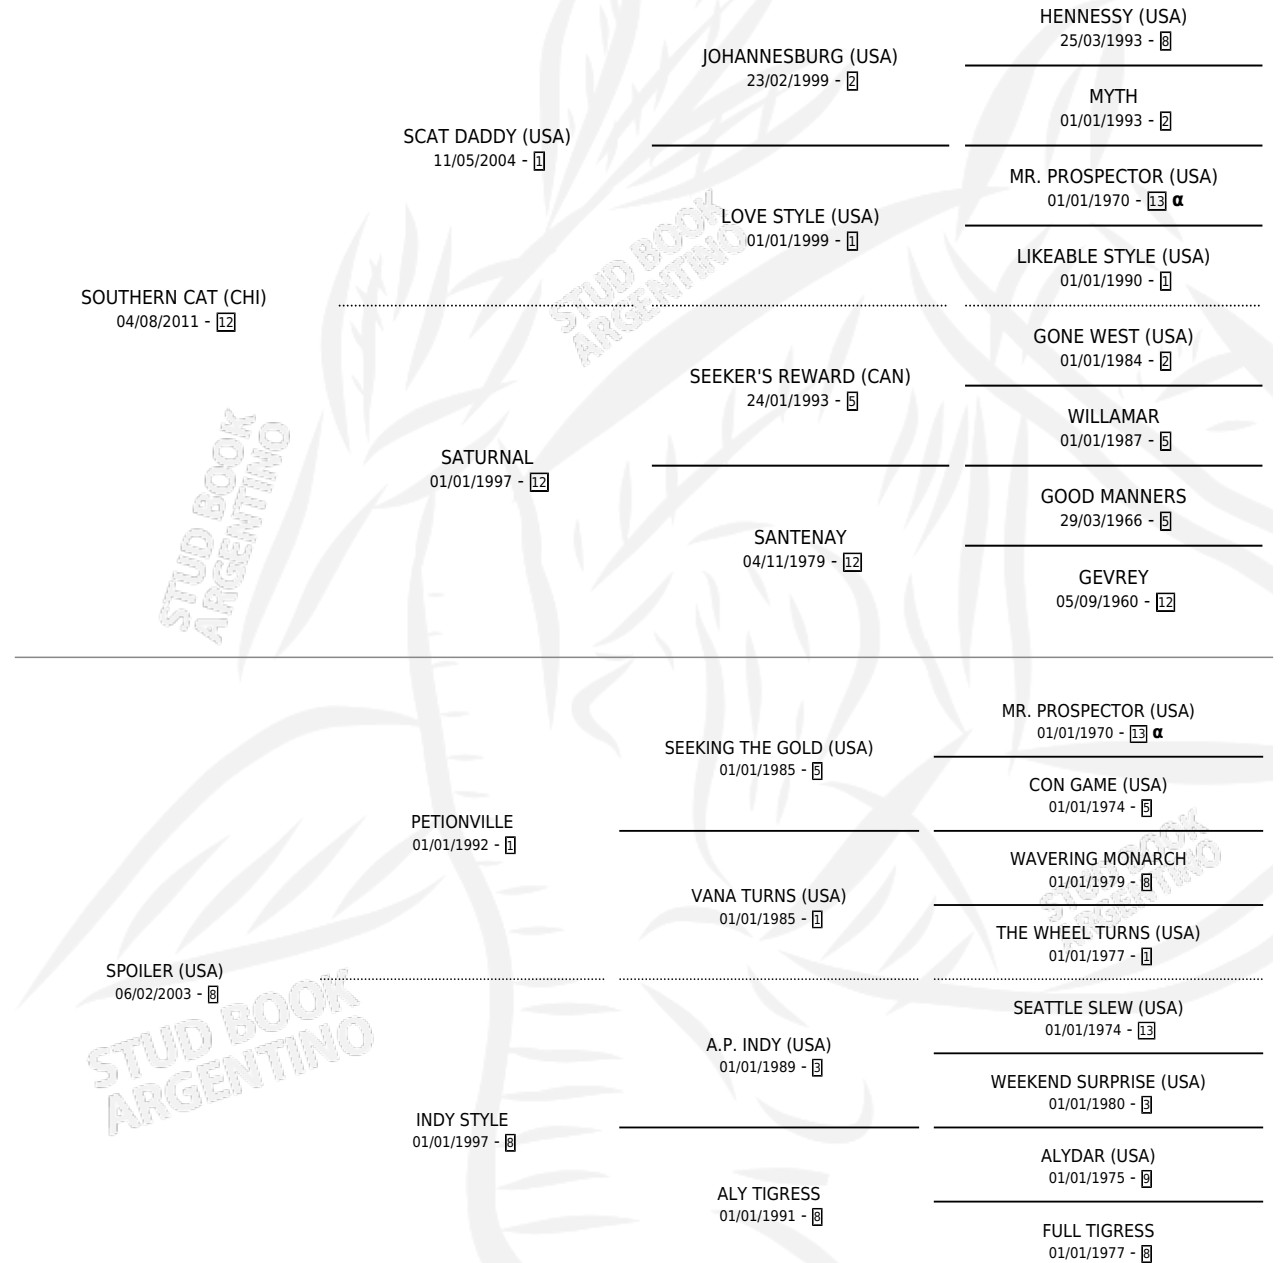 HENNESSY (USA)
25/03/1993 - 8
JOHANNESBURG (USA)
23/02/1999 - 2
MYTH
01/01/1993 - 2
SCAT DADDY (USA)
11/05/2004 - 1
MR. PROSPECTOR (USA)
01/01/1970 - 13 α
LOVE STYLE (USA)
01/01/1999 - 1
LIKEABLE STYLE (USA)
01/01/1990 - 1
SOUTHERN CAT (CHI)
04/08/2011 - 12
GONE WEST (USA)
01/01/1984 - 2
SEEKER'S REWARD (CAN)
24/01/1993 - 5
WILLAMAR
01/01/1987 - 5
SATURNAL
01/01/1997 - 12
GOOD MANNERS
29/03/1966 - 5
SANTENAY
04/11/1979 - 12
GEVREY
05/09/1960 - 12
STUD BOOK
ARGENTINO
STUD BOOK
ARGENTINO
MR. PROSPECTOR (USA)
01/01/1970 - 13 α
SEEKING THE GOLD (USA)
01/01/1985 - 5
CON GAME (USA)
01/01/1974 - 5
PETIONVILLE
01/01/1992 - 1
WAVERING MONARCH
01/01/1979 - 8
VANA TURNS (USA)
01/01/1985 - 1
THE WHEEL TURNS (USA)
01/01/1977 - 1
SPOILER (USA)
06/02/2003 - 8
SEATTLE SLEW (USA)
01/01/1974 - 13
A.P. INDY (USA)
01/01/1989 - 3
WEEKEND SURPRISE (USA)
01/01/1980 - 3
INDY STYLE
01/01/1997 - 8
ALYDAR (USA)
01/01/1975 - 9
ALY TIGRESS
01/01/1991 - 8
FULL TIGRESS
01/01/1977 - 8
STUD BOOK
ARGENTINO
STUD BOOK
ARGENTINO